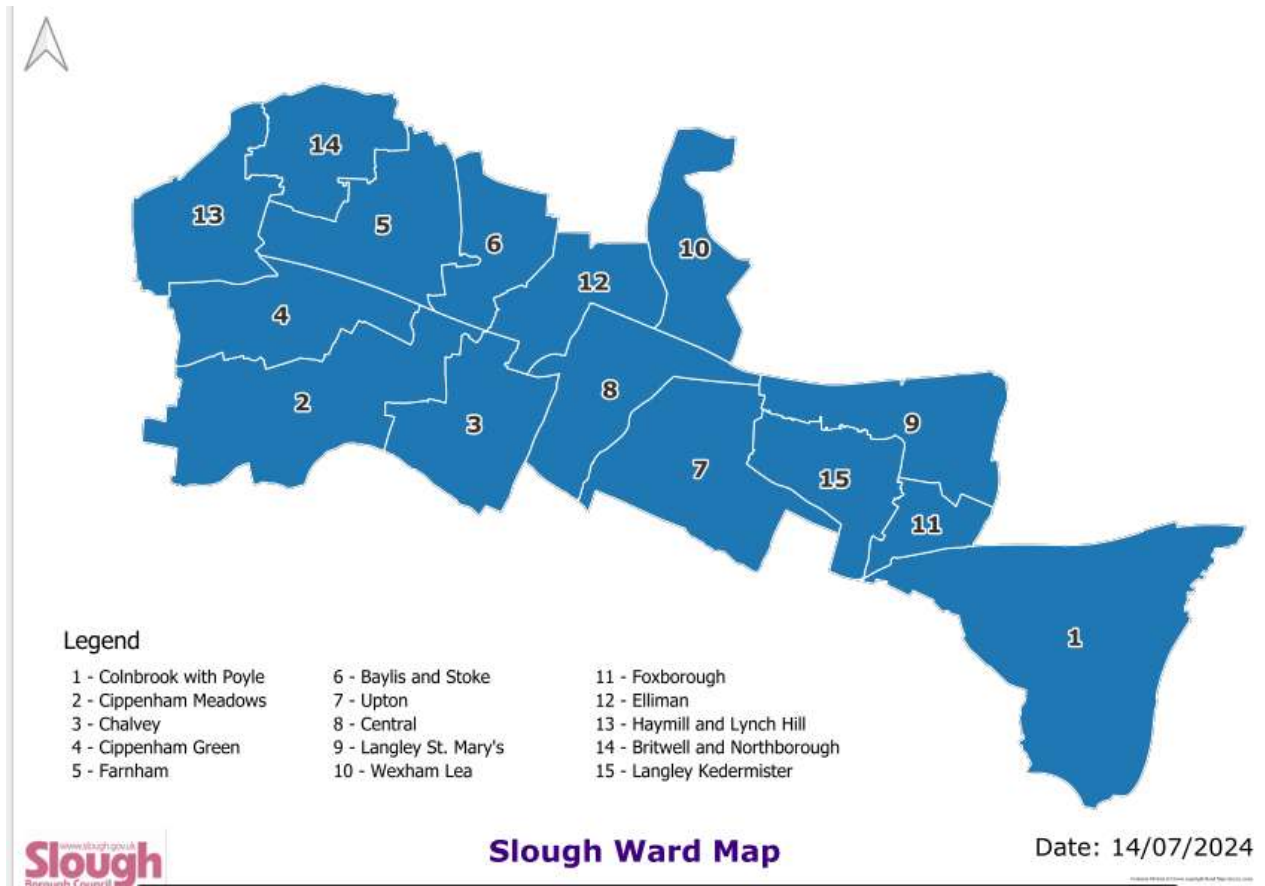 14
13
5
6
10
12
4
8
2
3
9
7
15
11
1
Legend
1 - Colnbrook with Poyle
2 - Cippenham Meadows
3 - Chalvey
4 - Cippenham Green
5 - Farnham
6 - Baylis and Stoke
7 - Upton
8 - Central
9 - Langley St. Mary's
10 - Wexham Lea
11 - Foxborough
12 - Elliman
13 - Haymill and Lynch Hill
14 - Britwell and Northborough
15 - Langley Kedermister
www.slough.gov.uk
Slough
Borough Council
Slough Ward Map
Date: 14/07/2024